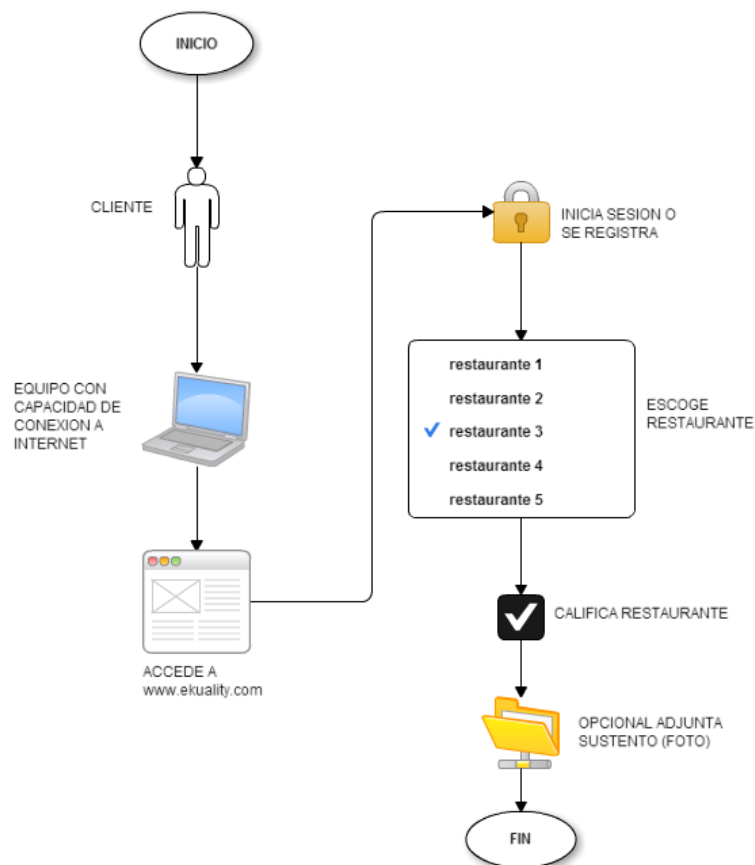 INICIO
CLIENTE
EQUIPO CON
CAPACIDAD DE
CONEXION A
INTERNET
ACCEDE A
www.ekuality.com
INICIA SESION O
SE REGISTRA
restaurante 1
restaurante 2
restaurante 3
restaurante 4
restaurante 5
ESCOGE
RESTAURANTE
CALIFICA RESTAURANTE
OPCIONAL ADJUNTA
SUSTENTO (FOTO)
FIN